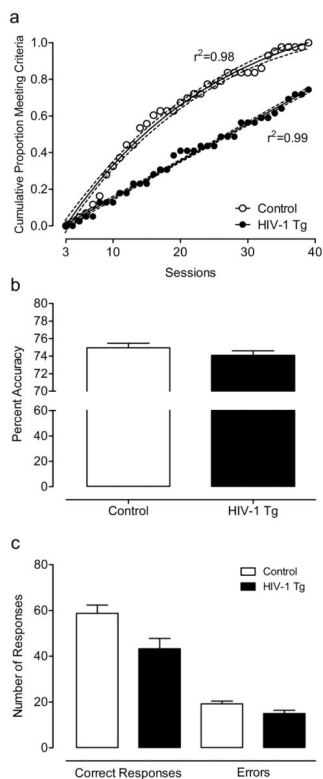 a
Cumulative Proportion Meeting Criteria
1.0
0.8
0.6
0.4
0.2
0.0
r²=0.98
r²=0.99
Control
HIV-1 Tg
3 10 20 30 40
Sessions
b
Percent Accuracy
80
78
76
74
72
70
60
40
20
0
Control HIV-1 Tg
c
Number of Responses
80
60
40
20
0
Control
HIV-1 Tg
Correct Responses Errors